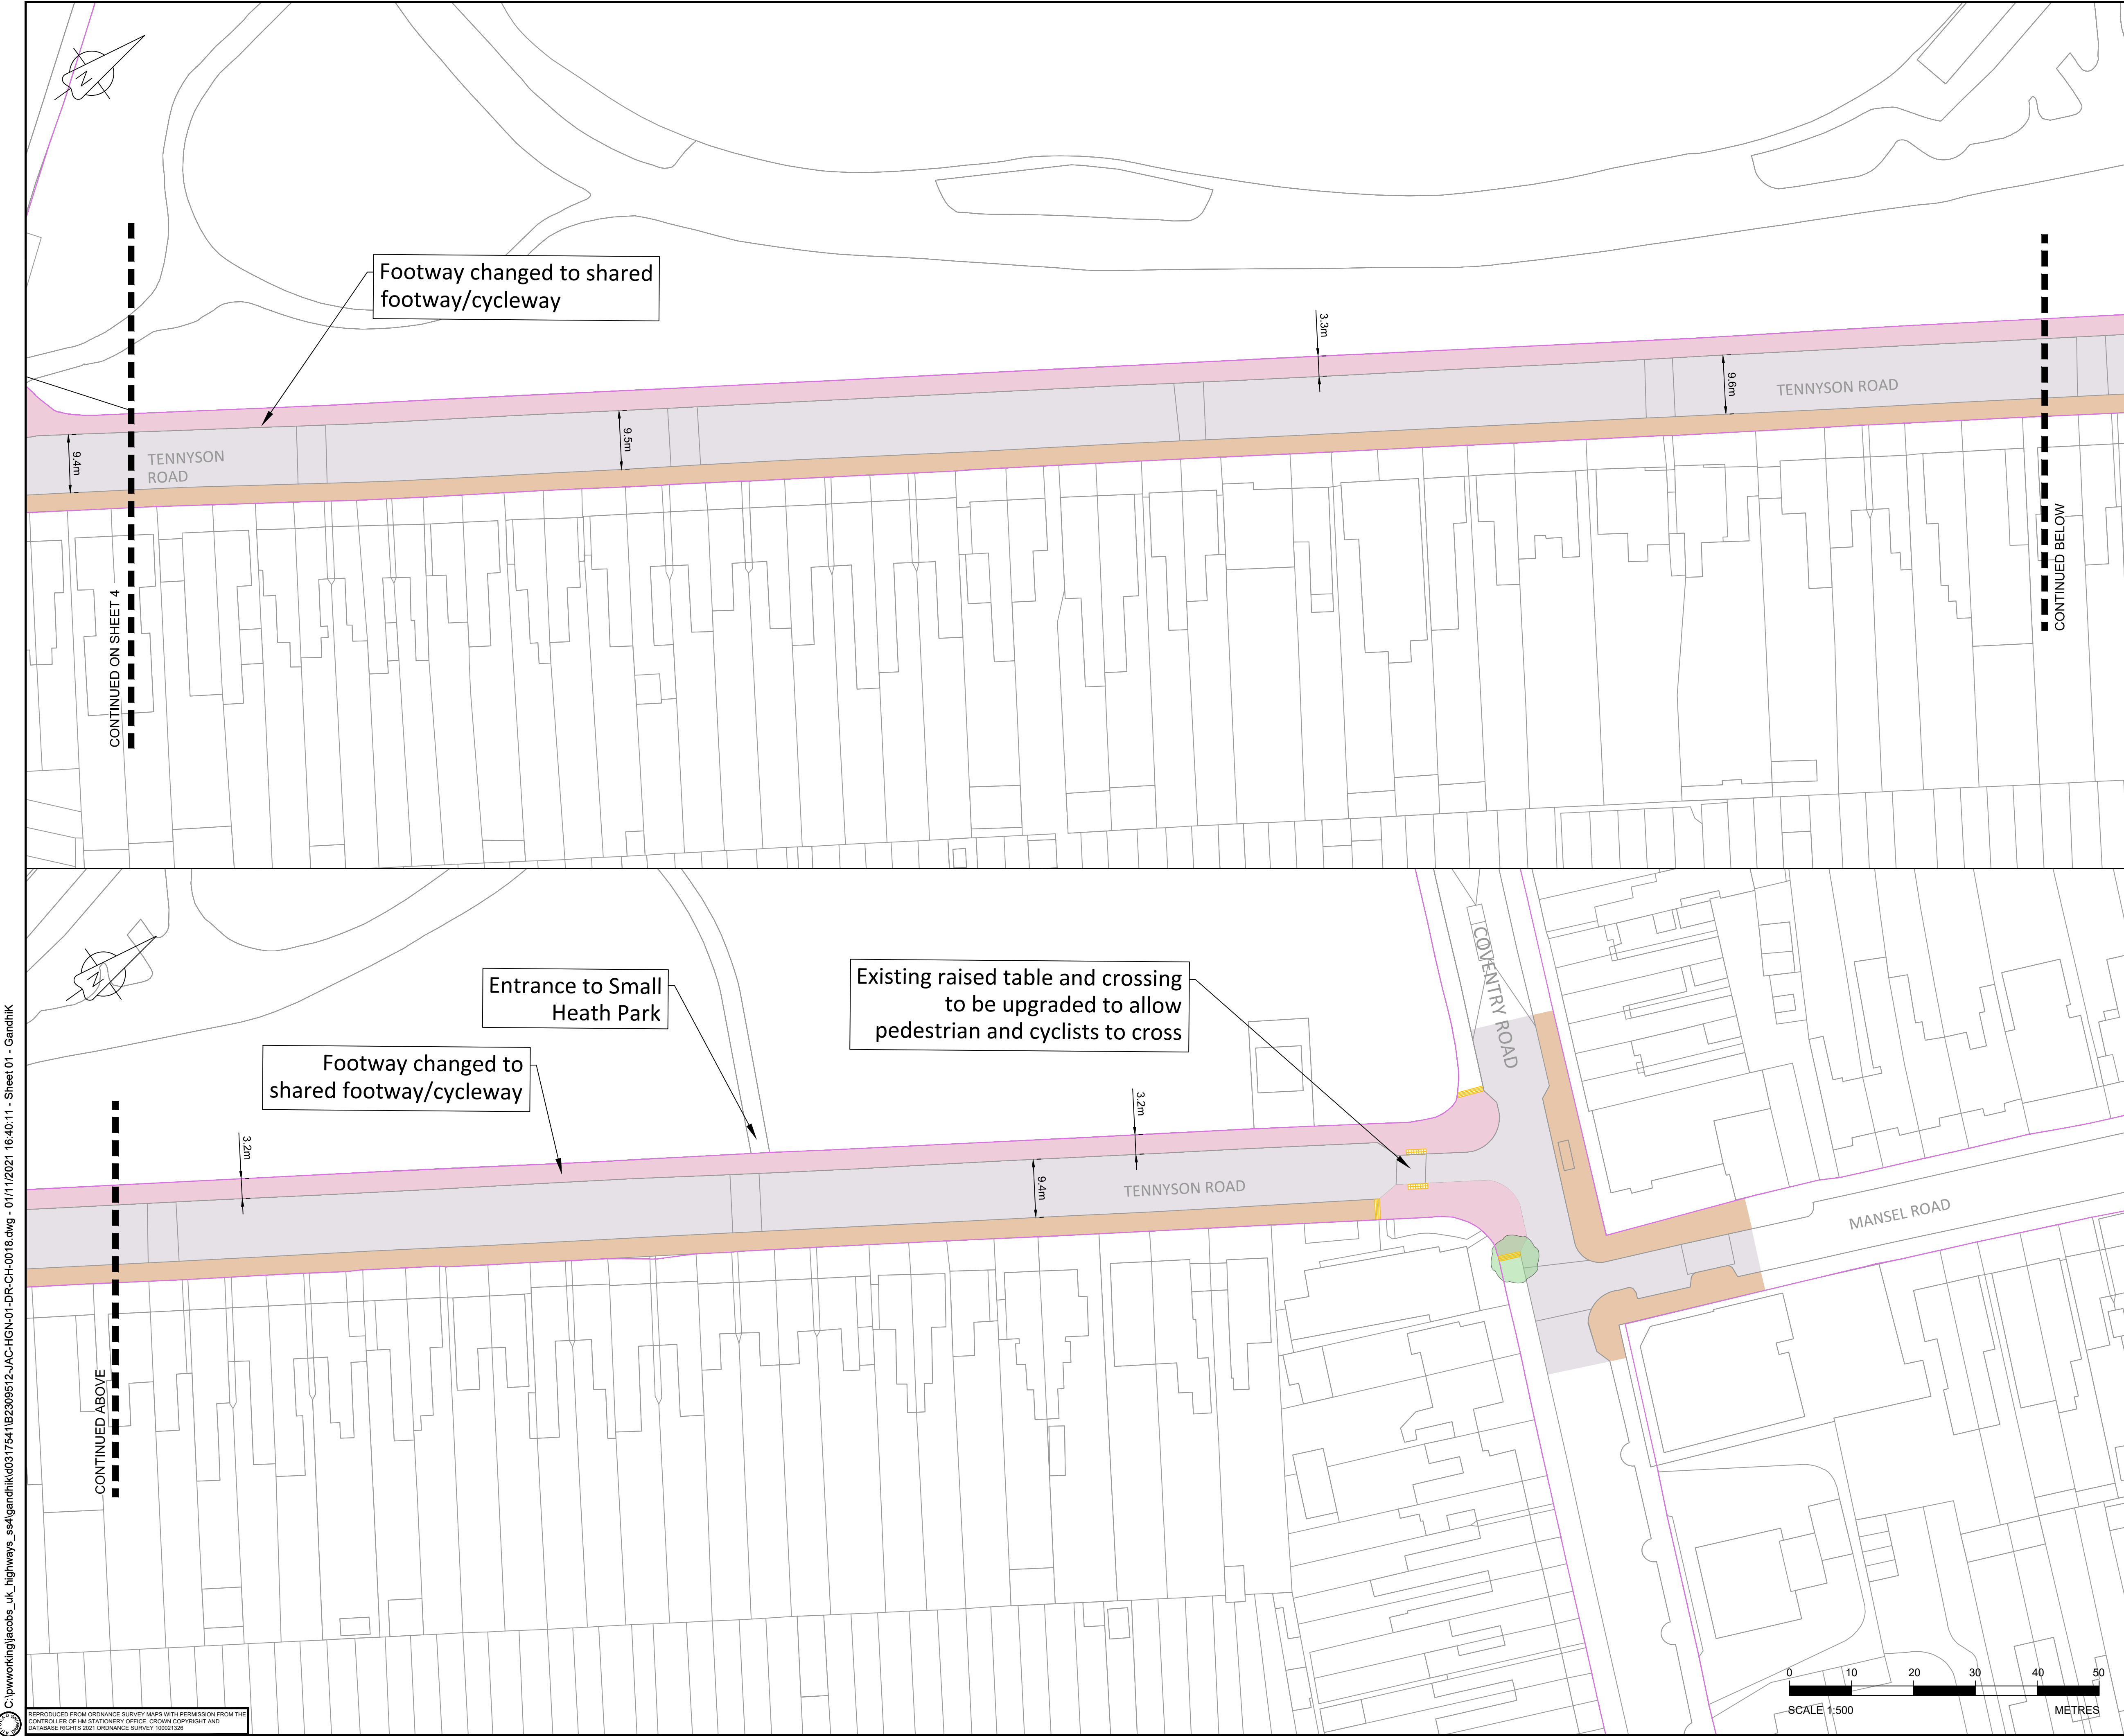 N
Footway changed to shared
footway/cycleway
3.3m
9.6m
TENNYSON ROAD
9.5m
9.4m
TENNYSON
ROAD
CONTINUED ON SHEET 4
CONTINUED BELOW
N
Entrance to Small
Heath Park
Existing raised table and crossing
to be upgraded to allow
pedestrian and cyclists to cross
COVENTRY ROAD
Footway changed to
shared footway/cycleway
3.2m
3.2m
9.4m
TENNYSON ROAD
MANSEL ROAD
CONTINUED ABOVE
0 10 20 30 40 50
SCALE 1:500 METRES
C:\pwworking\jacobs_uk_highways_ss4\gandhik\d0317541\B2309512-JAC-HGN-01-DR-CH-0018.dwg - 01/11/2021 16:40:11 - Sheet 01 - GandhiK
REPRODUCED FROM ORDNANCE SURVEY MAPS WITH PERMISSION FROM THE
CONTROLLER OF HM STATIONERY OFFICE. CROWN COPYRIGHT AND
DATABASE RIGHTS 2021 ORDNANCE SURVEY 100021326